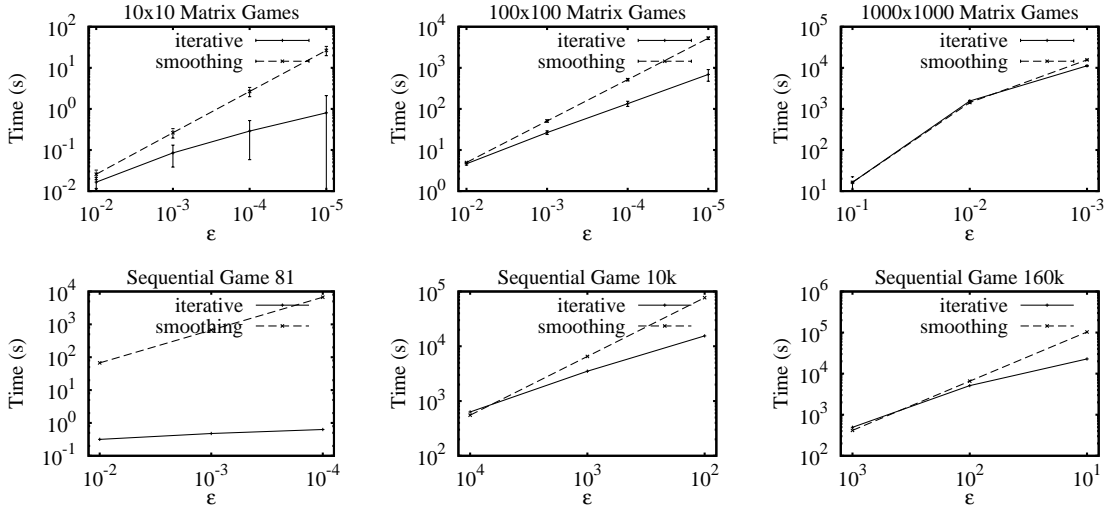 10x10 Matrix Games
iterative
smoothing
Time (s)
10^2
10^1
10^0
10^-1
10^-2
10^-2 10^-3 10^-4 10^-5
ε
100x100 Matrix Games
iterative
smoothing
Time (s)
10^4
10^3
10^2
10^1
10^0
10^-2 10^-3 10^-4 10^-5
ε
1000x1000 Matrix Games
iterative
smoothing
Time (s)
10^5
10^4
10^3
10^2
10^1
10^-1 10^-2 10^-3
ε
Sequential Game 81
iterative
smoothing
Time (s)
10^4
10^3
10^2
10^1
10^0
10^-1
10^-2 10^-3 10^-4
ε
Sequential Game 10k
iterative
smoothing
Time (s)
10^5
10^4
10^3
10^2
10^4 10^3 10^2
ε
Sequential Game 160k
iterative
smoothing
Time (s)
10^6
10^5
10^4
10^3
10^2
10^3 10^2 10^1
ε